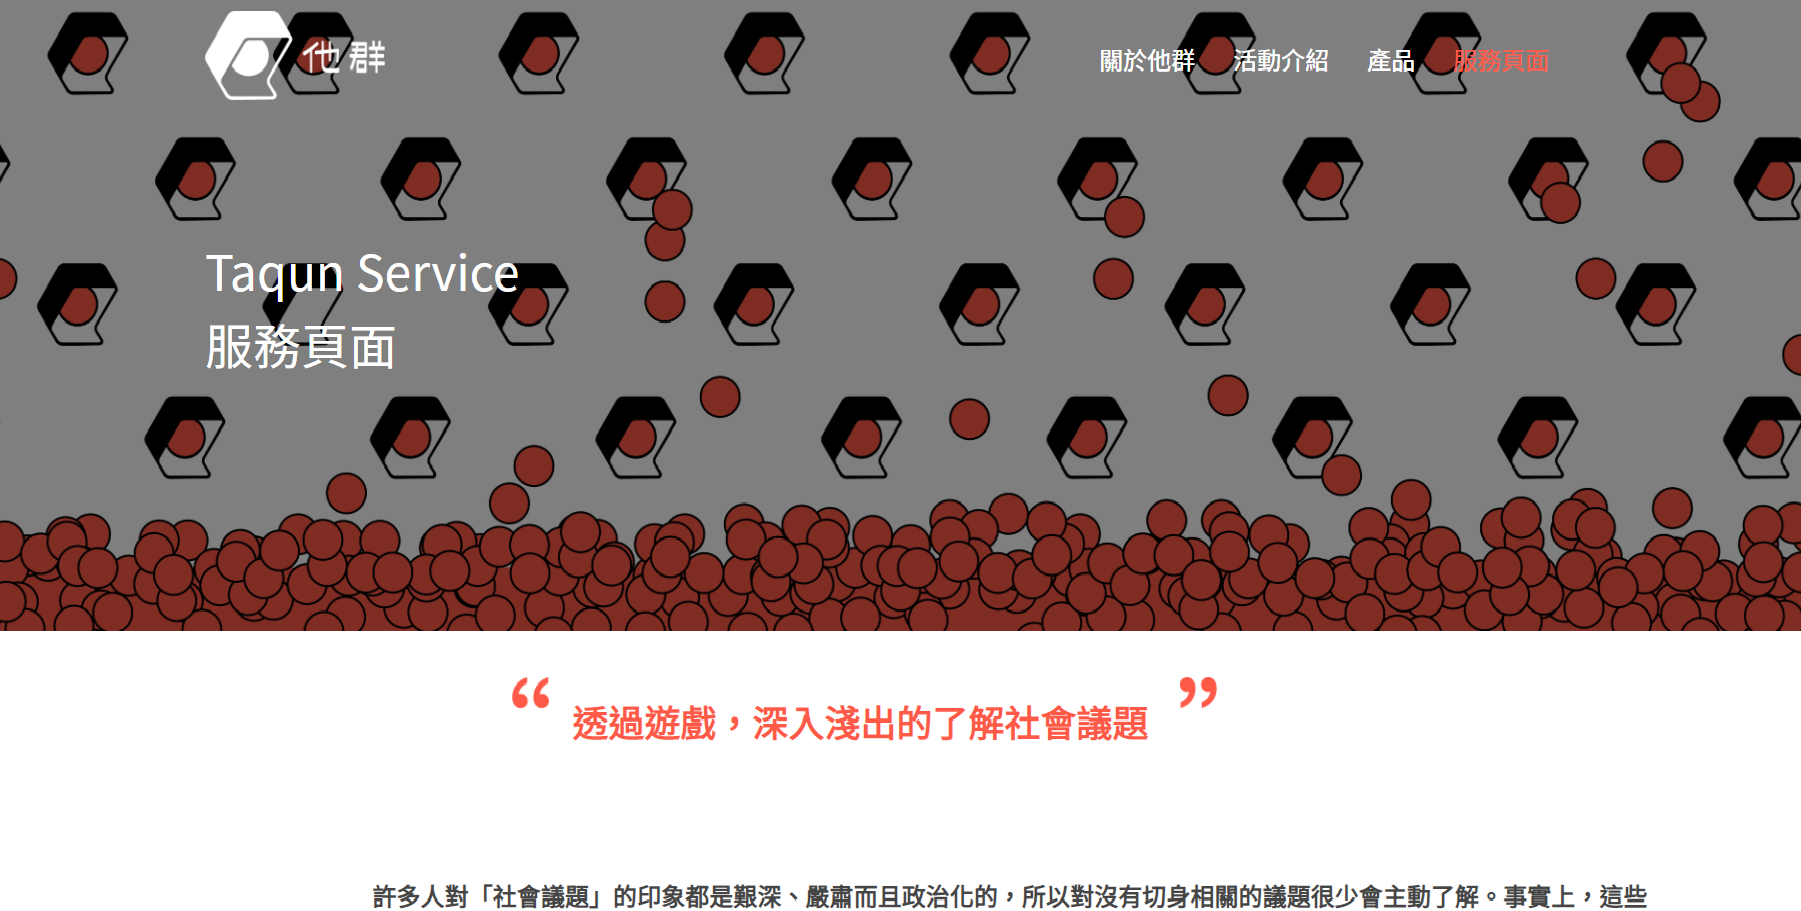 他群
關於他群 活動介紹 產品 服務頁面
Taqun Service
服務頁面
“ 透過遊戲，深入淺出的了解社會議題 ”
許多人對「社會議題」的印象都是艱深、嚴肅而且政治化的，所以對沒有切身相關的議題很少會主動了解。事實上，這些